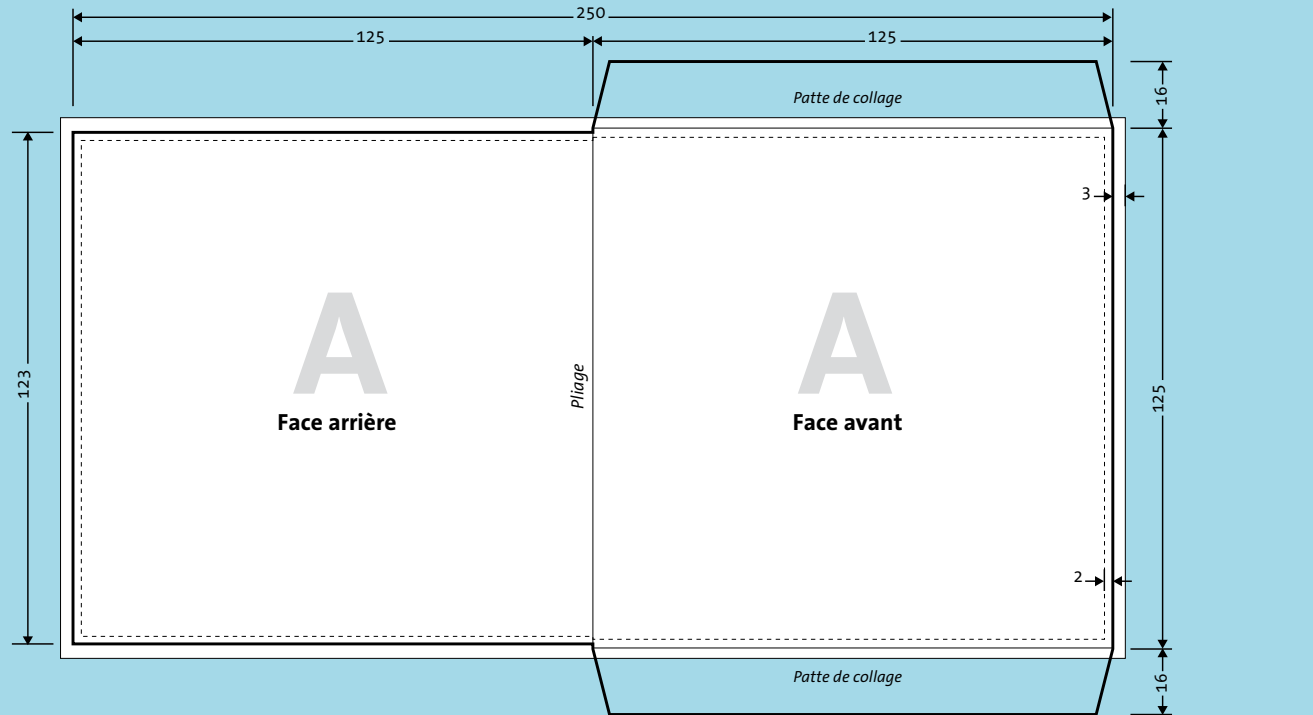 250
125
125
Patte de collage
16
3
A
A
123
Pliage
125
Face arrière
Face avant
2
Patte de collage
16